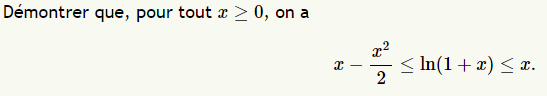 Démontrer que, pour tout x ≥ 0, on a
x − x²/2 ≤ ln(1 + x) ≤ x.